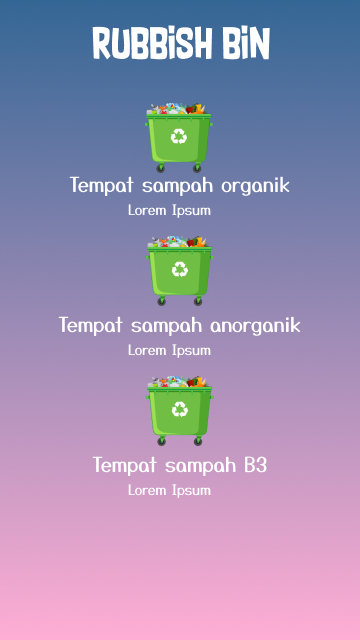 RUBBiSH BiN
Tempat sampah organik
Lorem Ipsum
Tempat sampah anorganik
Lorem Ipsum
Tempat sampah B3
Lorem Ipsum